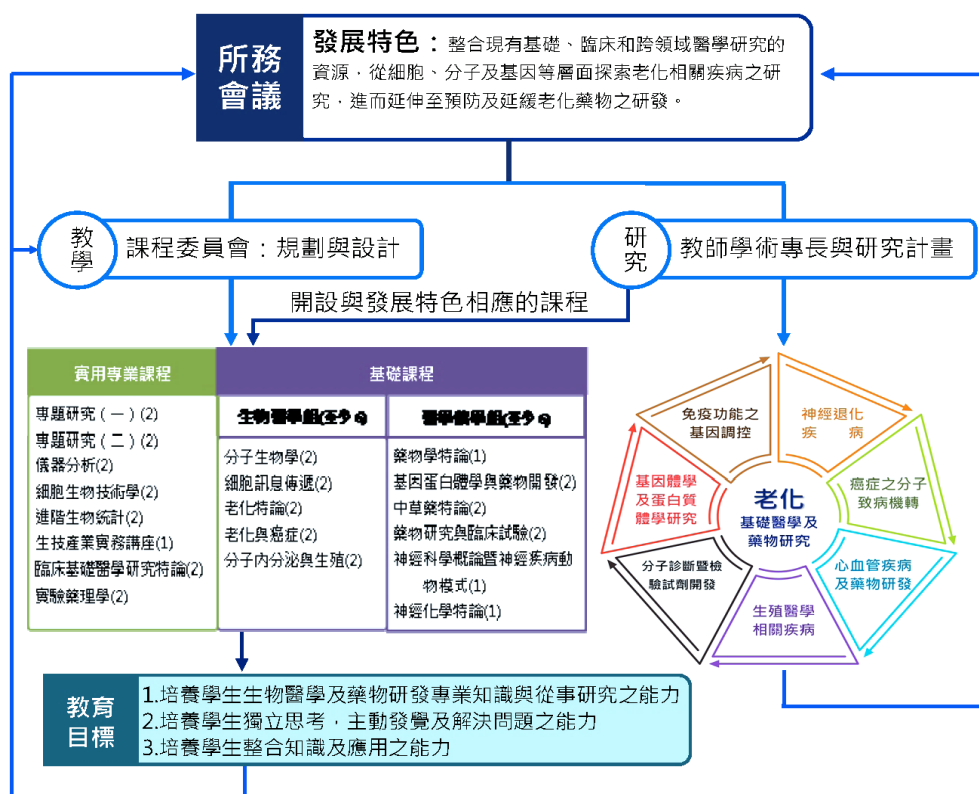 所務
會議
發展特色：整合現有基礎、臨床和跨領域醫學研究的
資源，從細胞、分子及基因等層面探索老化相關疾病之研
究，進而延伸至預防及延緩老化藥物之研發。
教
學
課程委員會：規劃與設計
研
究
教師學術專長與研究計畫
開設與發展特色相應的課程
實用專業課程
專題研究（一）(2)
專題研究（二）(2)
儀器分析(2)
細胞生物技術學(2)
進階生物統計(2)
生技產業實務講座(1)
臨床基礎醫學研究特論(2)
實驗藥理學(2)
基礎課程
生物醫學組(至少6)
分子生物學(2)
細胞訊息傳遞(2)
老化特論(2)
老化與癌症(2)
分子內分泌與生殖(2)
(至少6)
藥物學特論(1)
基因蛋白體學與藥物開發(2)
中草藥特論(2)
藥物研究與臨床試驗(2)
神經科學概論暨神經疾病動
物模式(1)
神經化學特論(1)
免疫功能之
基因調控
神經退化
疾 病
癌症之分子
致病機轉
心血管疾病
及藥物研發
生殖醫學
相關疾病
分子診斷暨檢
驗試劑開發
基因體學
及蛋白質
體學研究
老化
基礎醫學及
藥物研究
教育
目標
1.培養學生生物醫學及藥物研發專業知識與從事研究之能力
2.培養學生獨立思考，主動發覺及解決問題之能力
3.培養學生整合知識及應用之能力